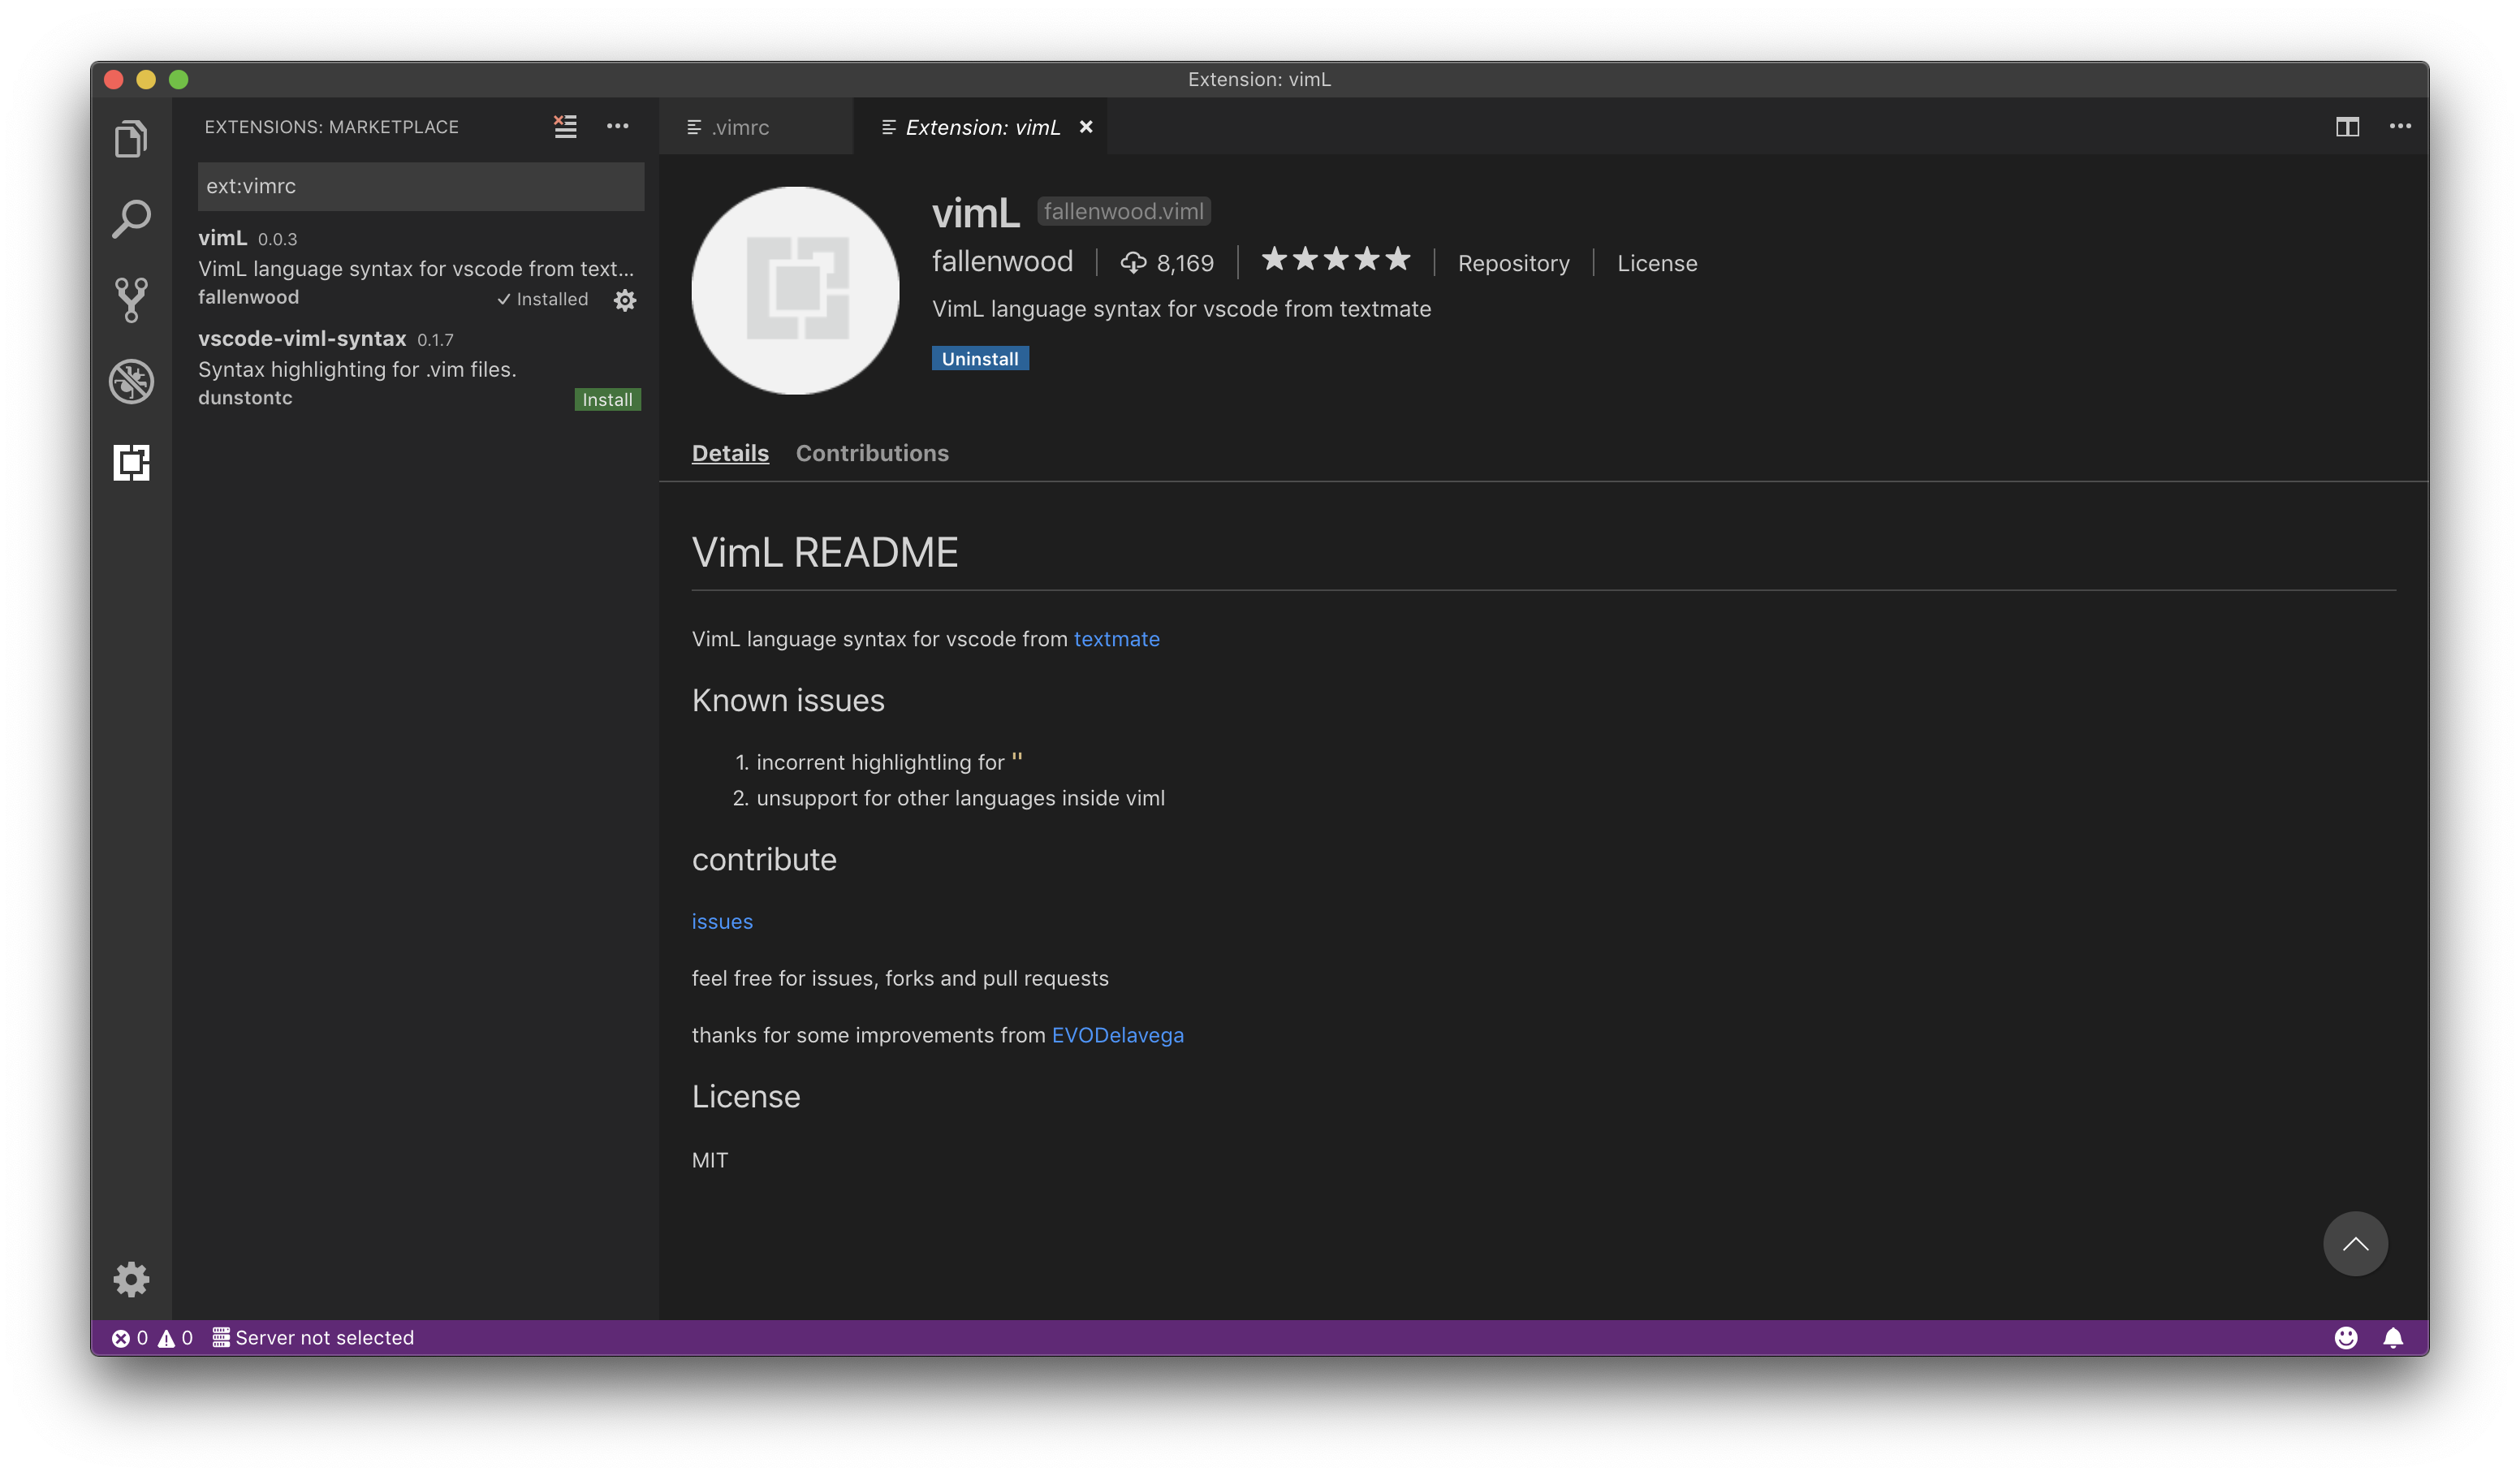 Extension: vimL
EXTENSIONS: MARKETPLACE
ext:vimrc
vimL 0.0.3
VimL language syntax for vscode from text...
fallenwood ✓ Installed
vscode-viml-syntax 0.1.7
Syntax highlighting for .vim files.
dunstontc Install
.vimrc
Extension: vimL
vimL fallenwood.viml
fallenwood 8,169 ★★★★★ Repository License
VimL language syntax for vscode from textmate
Uninstall
Details Contributions
VimL README
VimL language syntax for vscode from textmate
Known issues
1. incorrent highlightling for "
2. unsupport for other languages inside viml
contribute
issues
feel free for issues, forks and pull requests
thanks for some improvements from EVODelavega
License
MIT
0 0 Server not selected